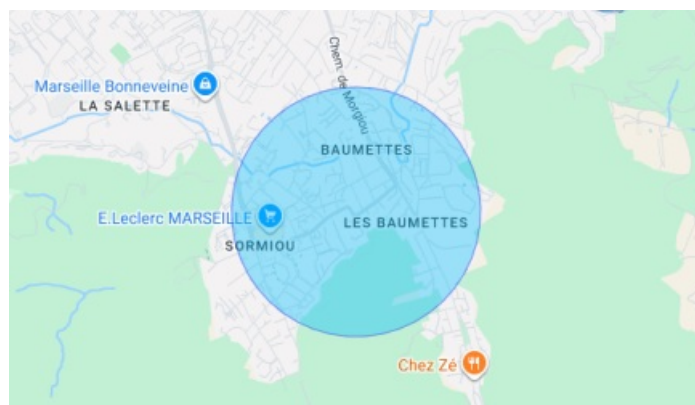 Chem. de Morgiou
Marseille Bonneveine
LA SALETTE
BAUMETTES
E.Leclerc MARSEILLE
LES BAUMETTES
SORMIOU
Chez Zé